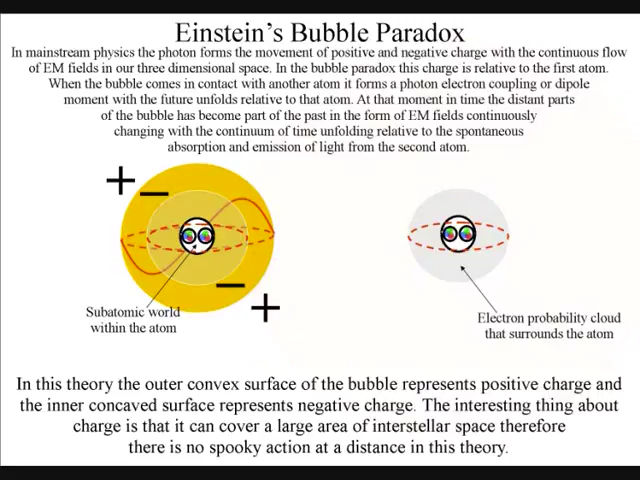 Einstein's Bubble Paradox
In mainstream physics the photon forms the movement of positive and negative charge with the continuous flow
of EM fields in our three dimensional space. In the bubble paradox this charge is relative to the first atom.
When the bubble comes in contact with another atom it forms a photon electron coupling or dipole
moment with the future unfolds relative to that atom. At that moment in time the distant parts
of the bubble has become part of the past in the form of EM fields continuously
changing with the continuum of time unfolding relative to the spontaneous
absorption and emission of light from the second atom.
+
−
−
+
Subatomic world
within the atom
Electron probability cloud
that surrounds the atom
In this theory the outer convex surface of the bubble represents positive charge and
the inner concaved surface represents negative charge. The interesting thing about
charge is that it can cover a large area of interstellar space therefore
there is no spooky action at a distance in this theory.